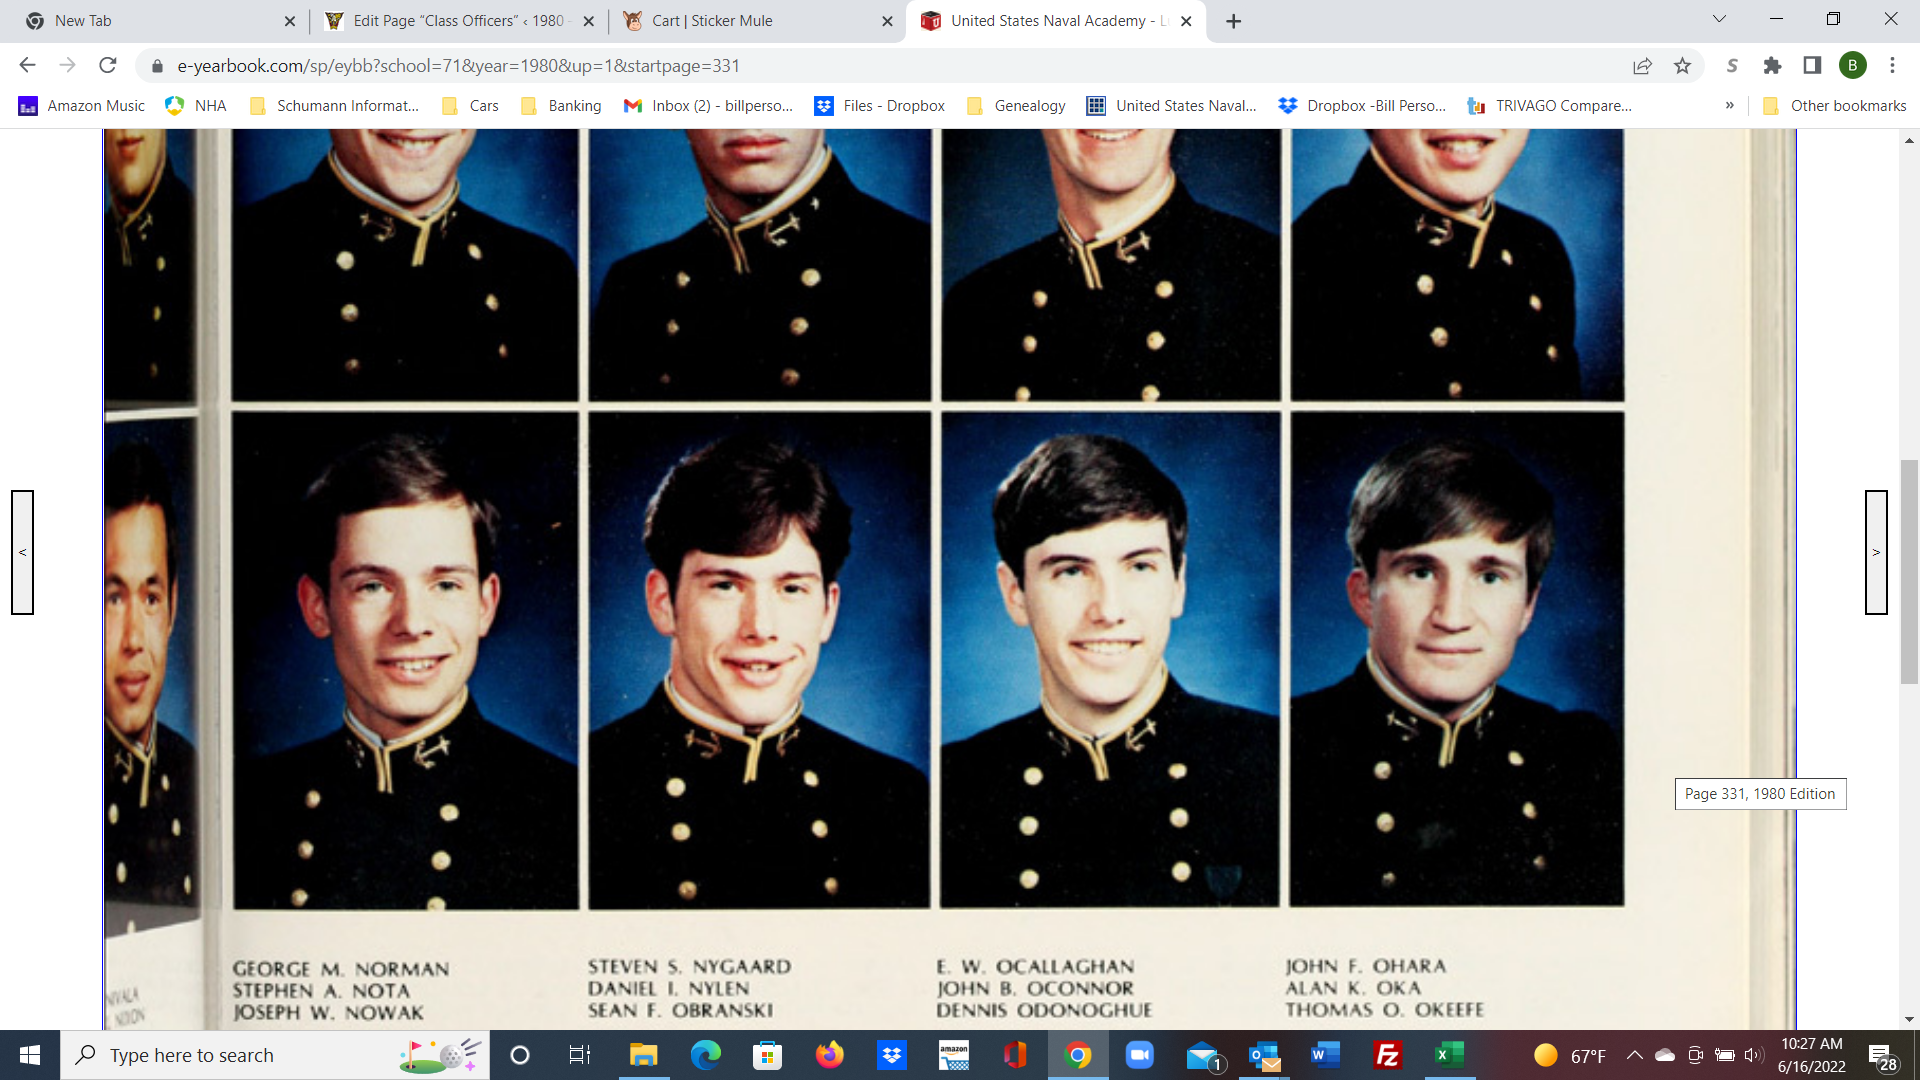 New Tab
Edit Page “Class Officers” ‹ 1980
Cart | Sticker Mule
United States Naval Academy - L
e-yearbook.com/sp/eybb?school=71&year=1980&up=1&startpage=331
S
B
Amazon Music
NHA
Schumann Informat...
Cars
Banking
Inbox (2) - billperso...
Files - Dropbox
Genealogy
United States Naval...
Dropbox -Bill Perso...
TRIVAGO Compare...
»
Other bookmarks
<
>
Page 331, 1980 Edition
GEORGE M. NORMAN
STEPHEN A. NOTA
JOSEPH W. NOWAK
STEVEN S. NYGAARD
DANIEL I. NYLEN
SEAN F. OBRANSKI
E. W. OCALLAGHAN
JOHN B. OCONNOR
DENNIS ODONOGHUE
JOHN F. OHARA
ALAN K. OKA
THOMAS O. OKEEFE
NIXON
Type here to search
amazon
1
67°F
10:27 AM
6/16/2022
28